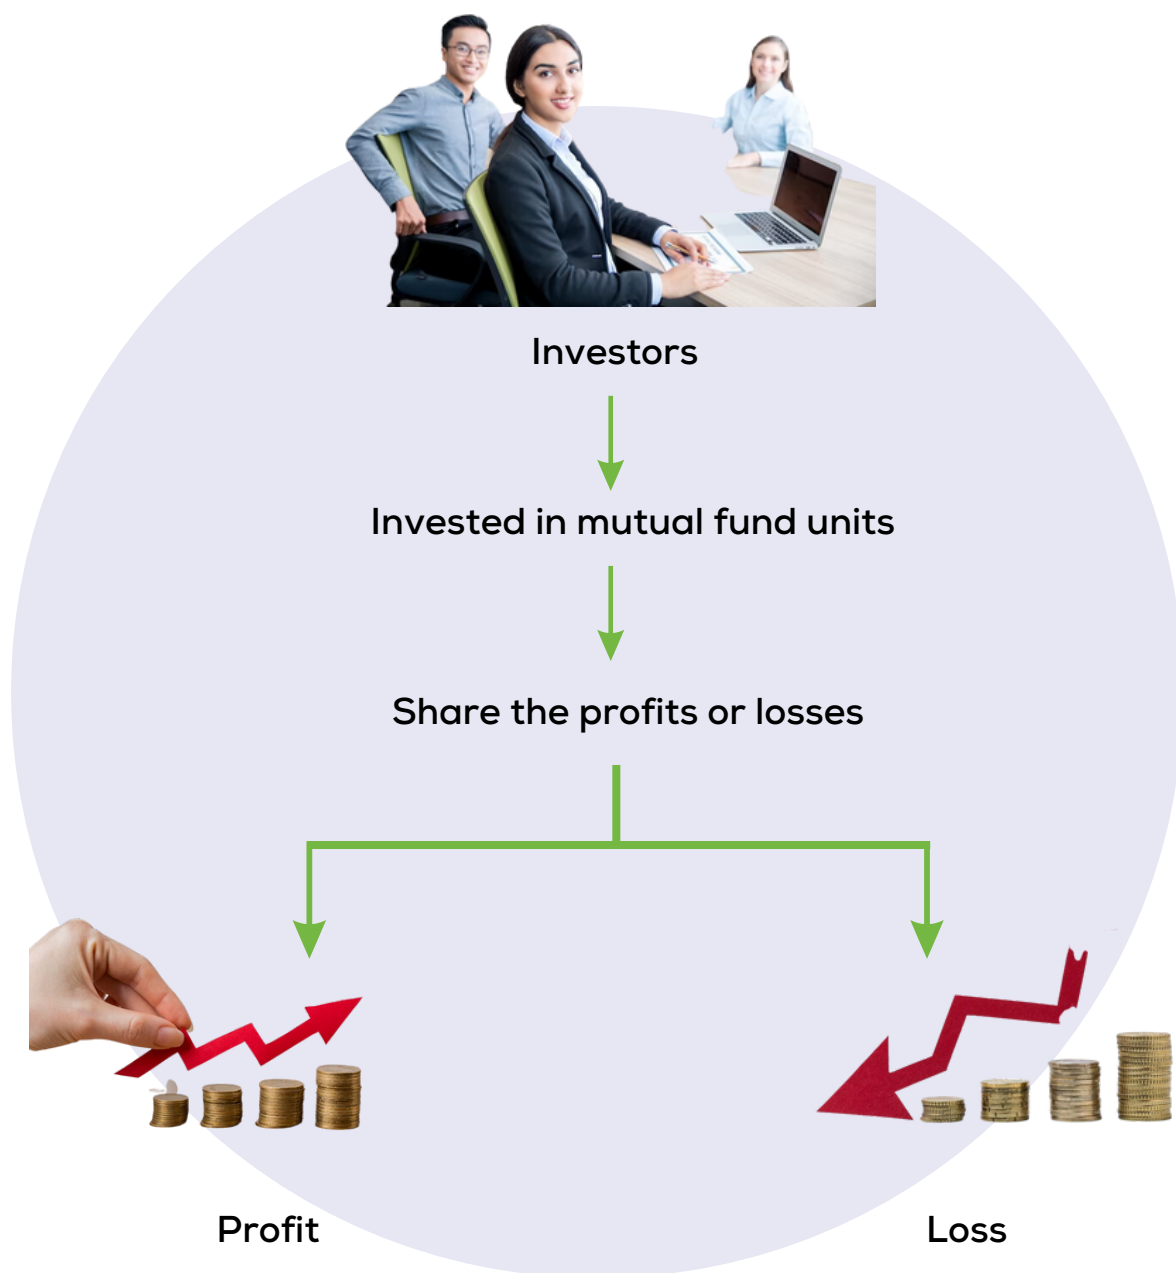 Investors
Invested in mutual fund units
Share the profits or losses
Profit
Loss